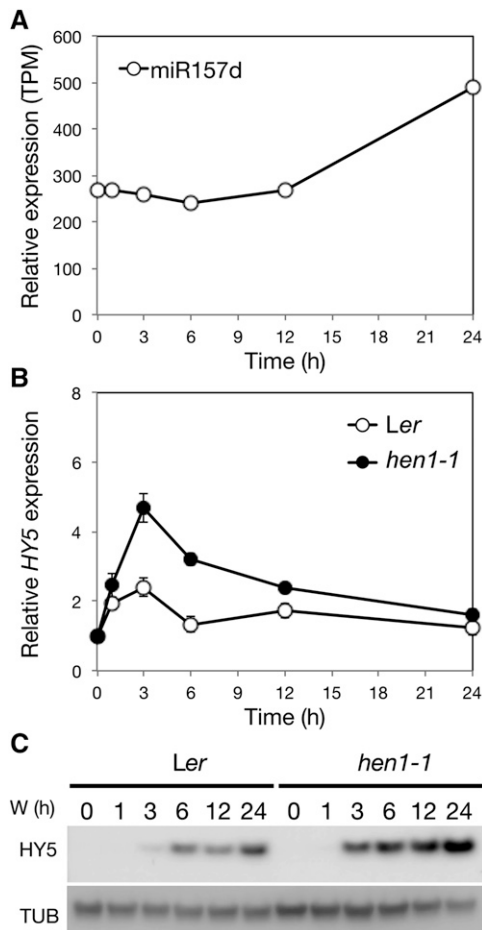 A
Relative expression (TPM)
600
500
400
300
200
100
0
miR157d
0 3 6 9 12 15 18 21 24
Time (h)
B
Relative HY5 expression
8
6
4
2
0
Ler
hen1-1
0 3 6 9 12 15 18 21 24
Time (h)
C
Ler hen1-1
W (h) 0 1 3 6 12 24 0 1 3 6 12 24
HY5
TUB